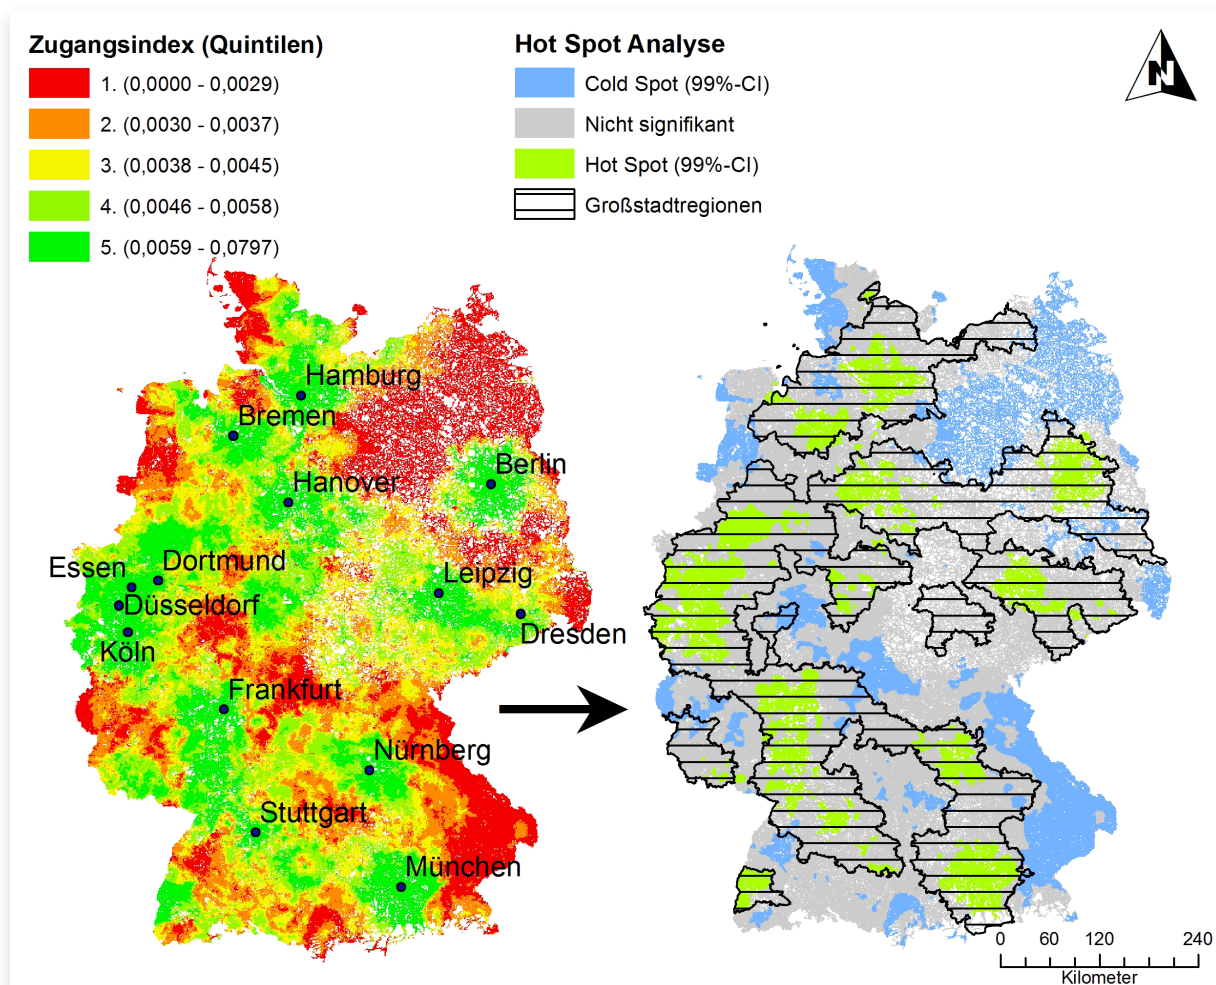 Zugangsindex (Quintilen)
1. (0,0000 - 0,0029)
2. (0,0030 - 0,0037)
3. (0,0038 - 0,0045)
4. (0,0046 - 0,0058)
5. (0,0059 - 0,0797)
Hot Spot Analyse
Cold Spot (99%-CI)
Nicht signifikant
Hot Spot (99%-CI)
Großstadtregionen
N
Hamburg
Bremen
Berlin
Hanover
Essen
Dortmund
Leipzig
Düsseldorf
Dresden
Köln
Frankfurt
Nürnberg
Stuttgart
München
0 60 120 240
Kilometer